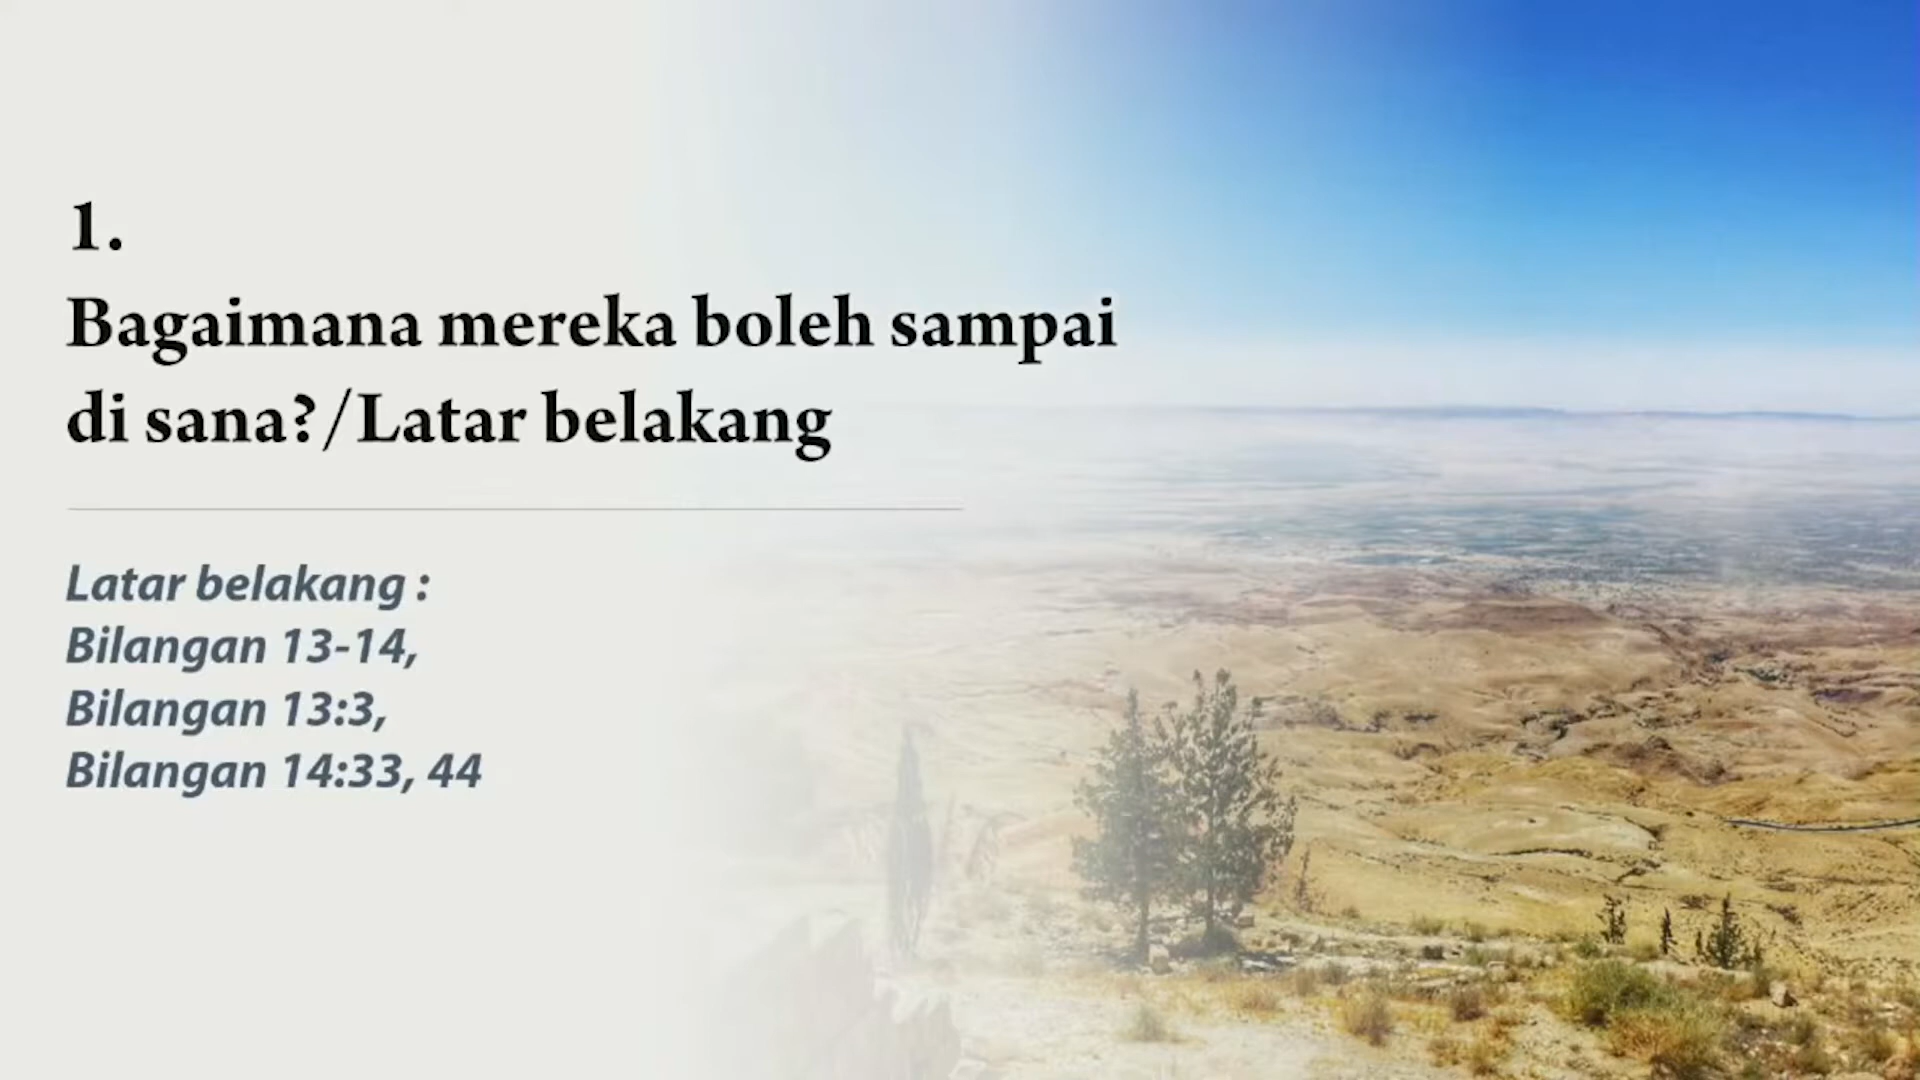 1.
Bagaimana mereka boleh sampai
di sana?/Latar belakang
Latar belakang :
Bilangan 13-14,
Bilangan 13:3,
Bilangan 14:33, 44